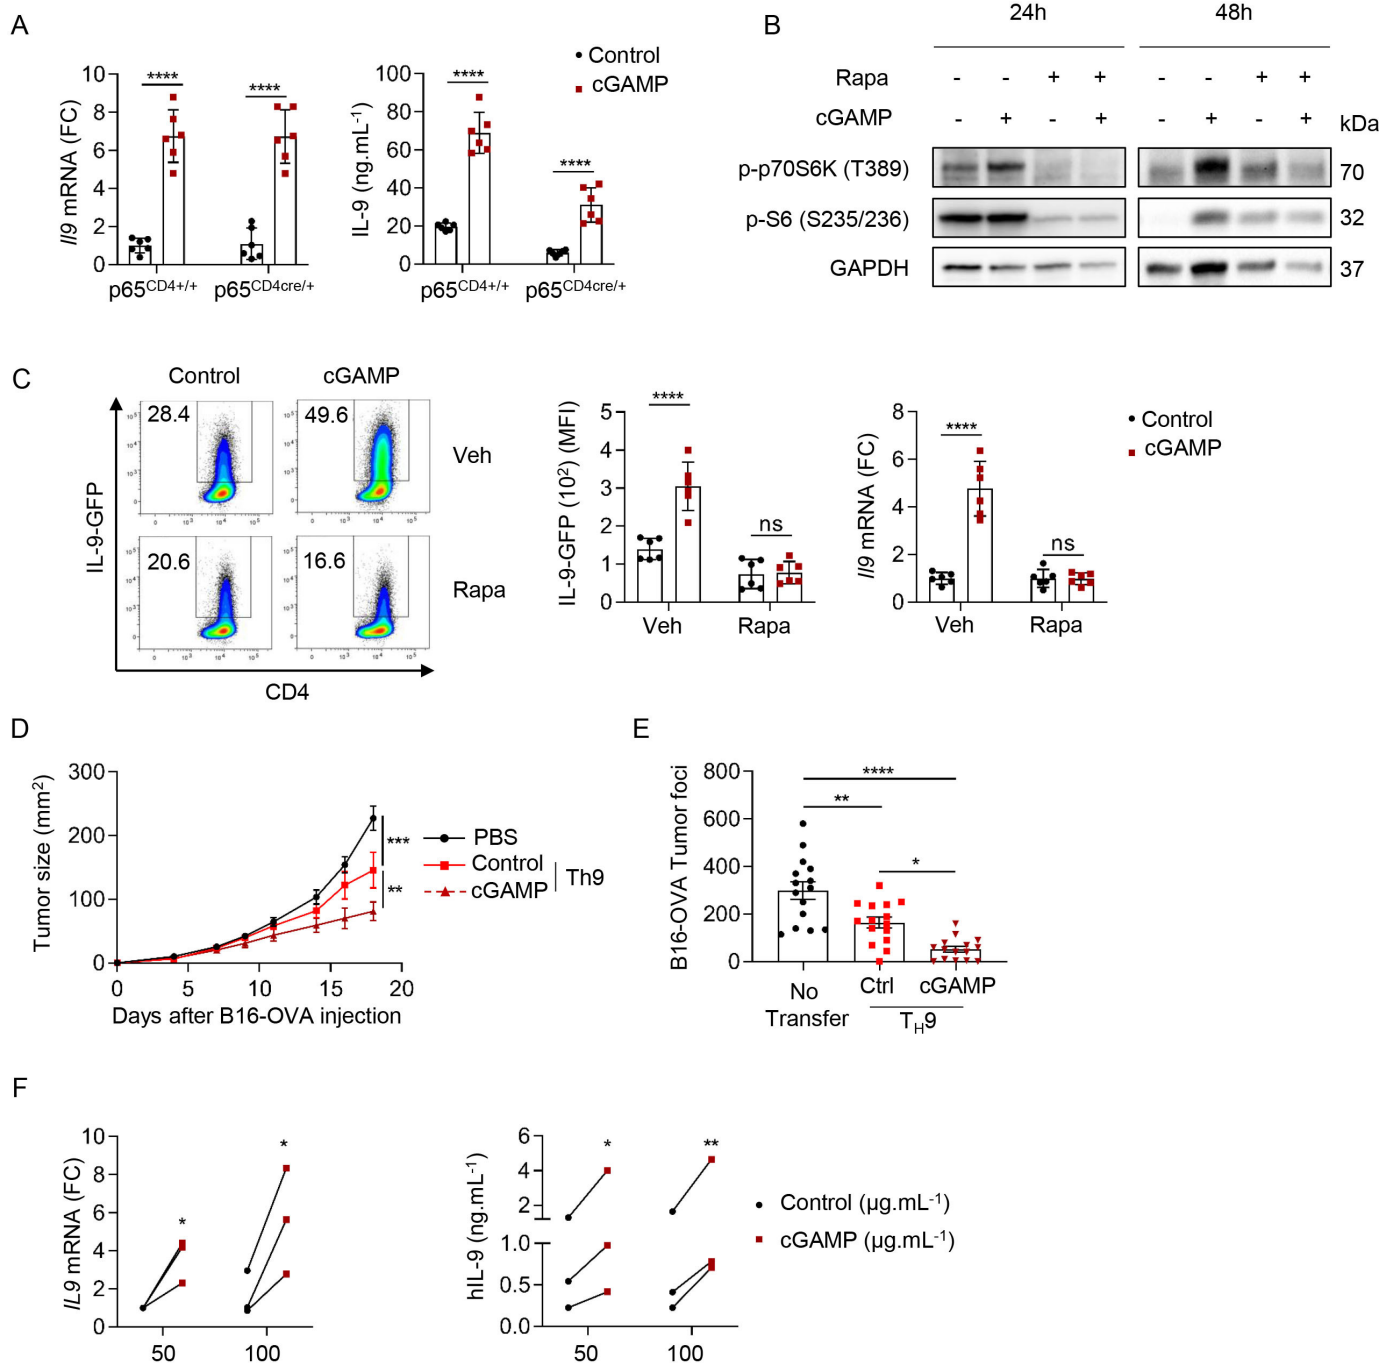 A
Il9 mRNA (FC)
10
8
6
4
2
0
****
****
p65CD4+/+
p65CD4cre/+
IL-9 (ng.mL-1)
100
80
60
40
20
0
****
****
p65CD4+/+
p65CD4cre/+
Control
cGAMP
B
24h
48h
Rapa
- - + +
- - + +
cGAMP
- + - +
- + - +
kDa
p-p70S6K (T389)
70
p-S6 (S235/236)
32
GAPDH
37
C
Control
cGAMP
28.4
49.6
Veh
20.6
16.6
Rapa
IL-9-GFP
CD4
IL-9-GFP (102) (MFI)
5
4
3
2
1
0
****
ns
Veh
Rapa
Il9 mRNA (FC)
8
6
4
2
0
****
ns
Veh
Rapa
Control
cGAMP
D
Tumor size (mm2)
300
200
100
0
0 5 10 15 20
Days after B16-OVA injection
***
**
PBS
Control
cGAMP
Th9
E
B16-OVA Tumor foci
800
600
400
200
0
****
**
*
No
Transfer
Ctrl
cGAMP
TH9
F
IL9 mRNA (FC)
10
8
6
4
2
0
*
*
50
100
hIL-9 (ng.mL-1)
6
4
2
1.0
0.5
0.0
*
**
50
100
Control (µg.mL-1)
cGAMP (µg.mL-1)